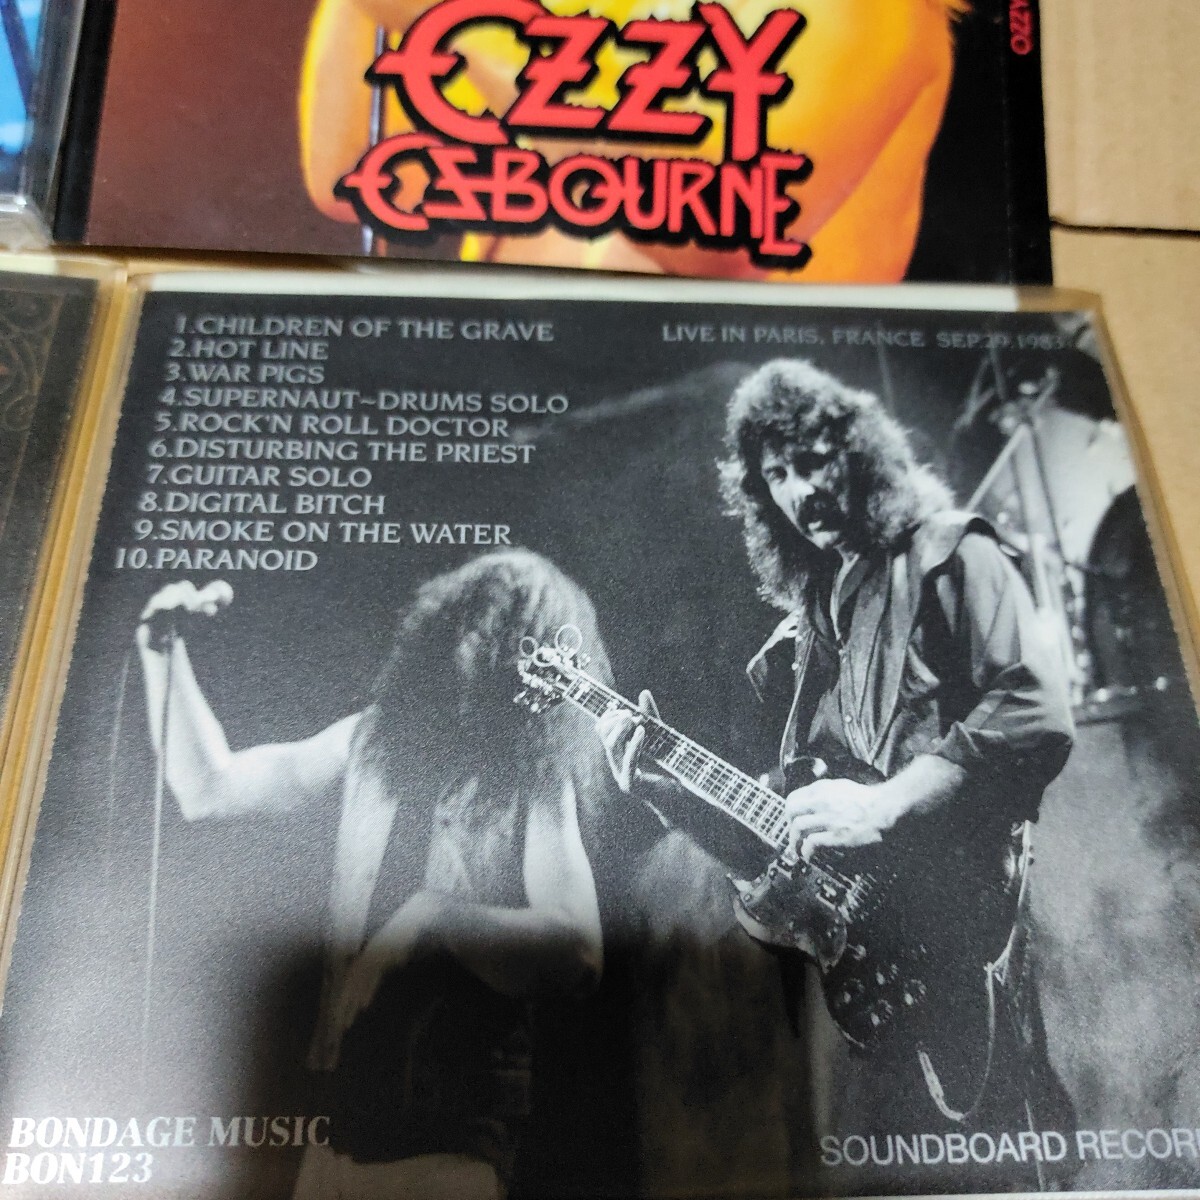 OZZY
OSBOURNE
OZZY
1.CHILDREN OF THE GRAVE
2.HOT LINE
3.WAR PIGS
4.SUPERNAUT~DRUMS SOLO
5.ROCK'N ROLL DOCTOR
6.DISTURBING THE PRIEST
7.GUITAR SOLO
8.DIGITAL BITCH
9.SMOKE ON THE WATER
10.PARANOID
LIVE IN PARIS, FRANCE SEP.29.1983
BONDAGE MUSIC
BON123
SOUNDBOARD RECOR